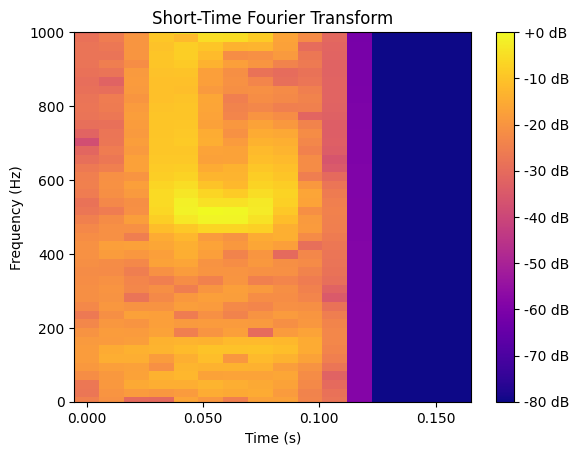 Short-Time Fourier Transform
Frequency (Hz)
1000
800
600
400
200
0
0.000
0.050
0.100
0.150
Time (s)
+0 dB
-10 dB
-20 dB
-30 dB
-40 dB
-50 dB
-60 dB
-70 dB
-80 dB